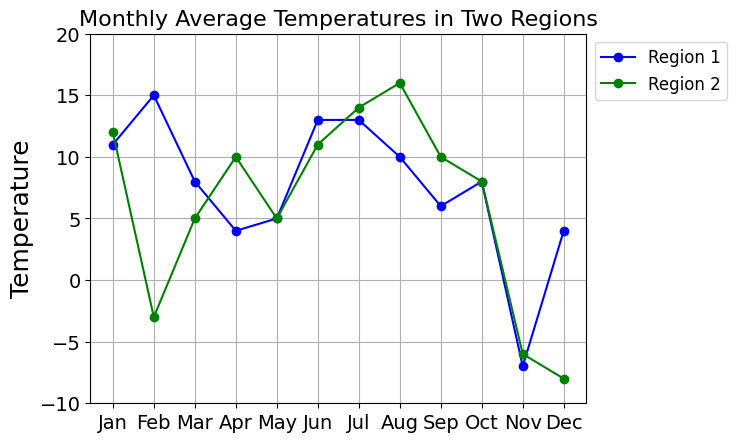 Monthly Average Temperatures in Two Regions
20
15
10
5
0
−5
−10
Temperature
Jan Feb Mar Apr May Jun Jul Aug Sep Oct Nov Dec
Region 1
Region 2